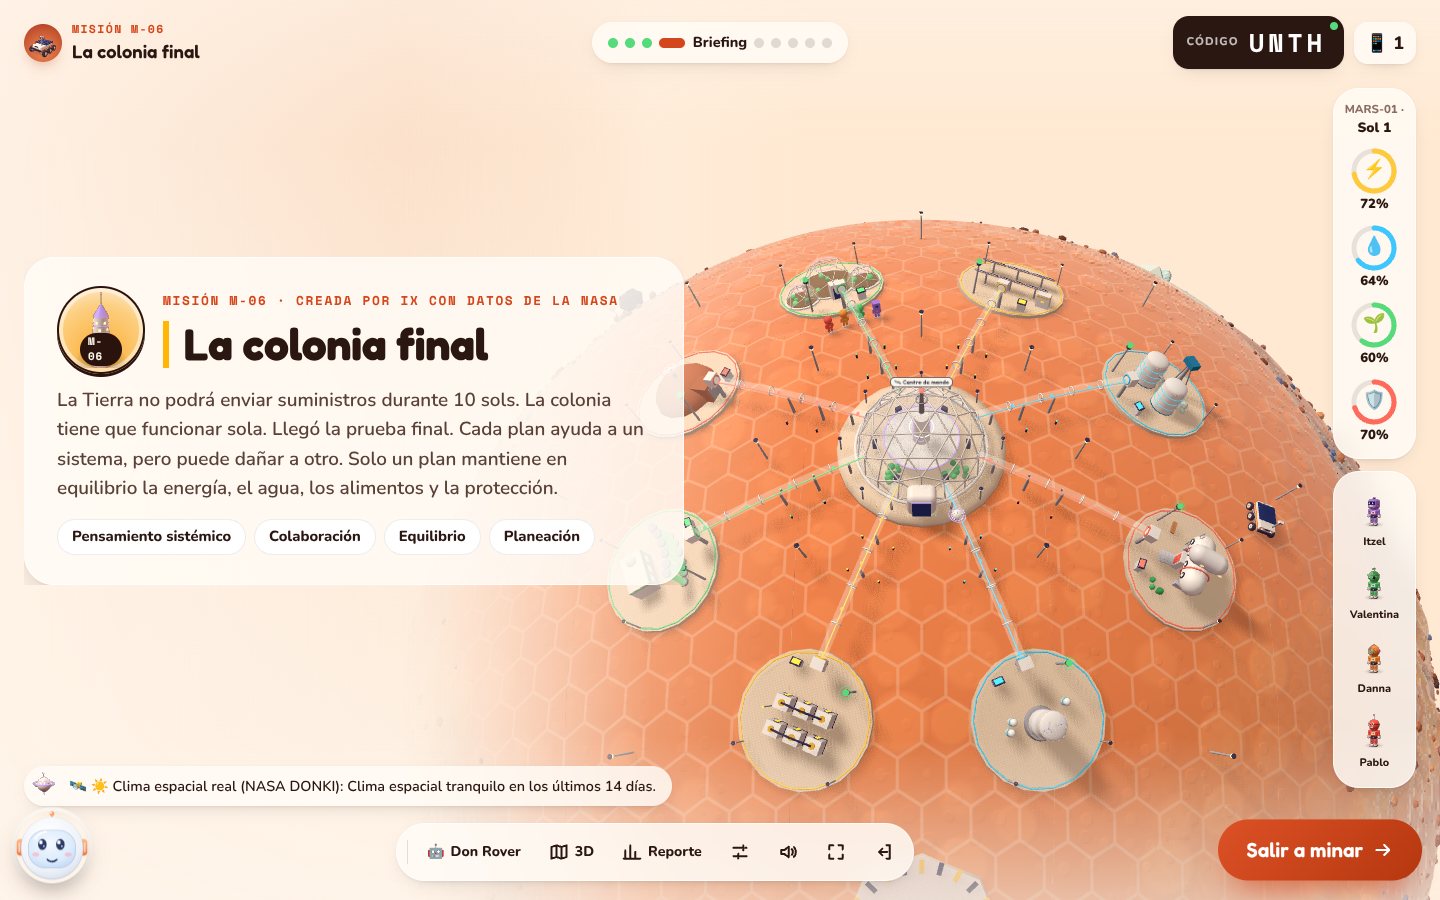 MISIÓN M-06
La colonia final
Briefing
CÓDIGO UNTH
1
MARS-01 ·
Sol 1
72%
64%
60%
70%
MISIÓN M-06 · CREADA POR IX CON DATOS DE LA NASA
M-
06
La colonia final
La Tierra no podrá enviar suministros durante 10 sols. La colonia
tiene que funcionar sola. Llegó la prueba final. Cada plan ayuda a un
sistema, pero puede dañar a otro. Solo un plan mantiene en
equilibrio la energía, el agua, los alimentos y la protección.
Pensamiento sistémico
Colaboración
Equilibrio
Planeación
Centro de mando
Itzel
Valentina
Danna
Pablo
Clima espacial real (NASA DONKI): Clima espacial tranquilo en los últimos 14 días.
Don Rover
3D
Reporte
Salir a minar →